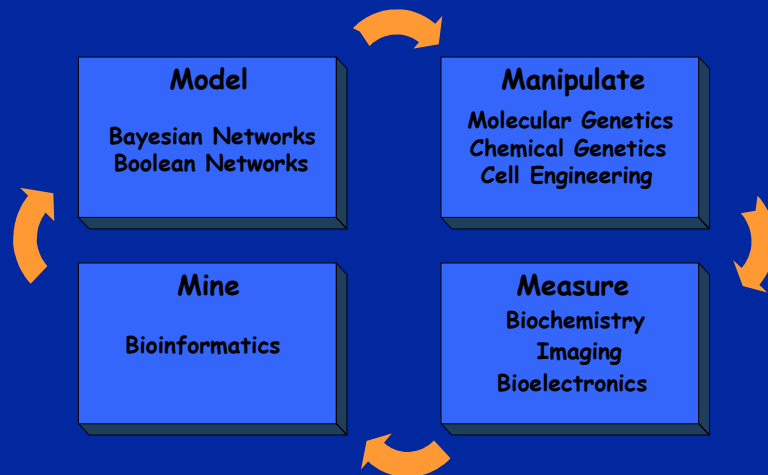 Model
Bayesian Networks
Boolean Networks
Manipulate
Molecular Genetics
Chemical Genetics
Cell Engineering
Mine
Bioinformatics
Measure
Biochemistry
Imaging
Bioelectronics